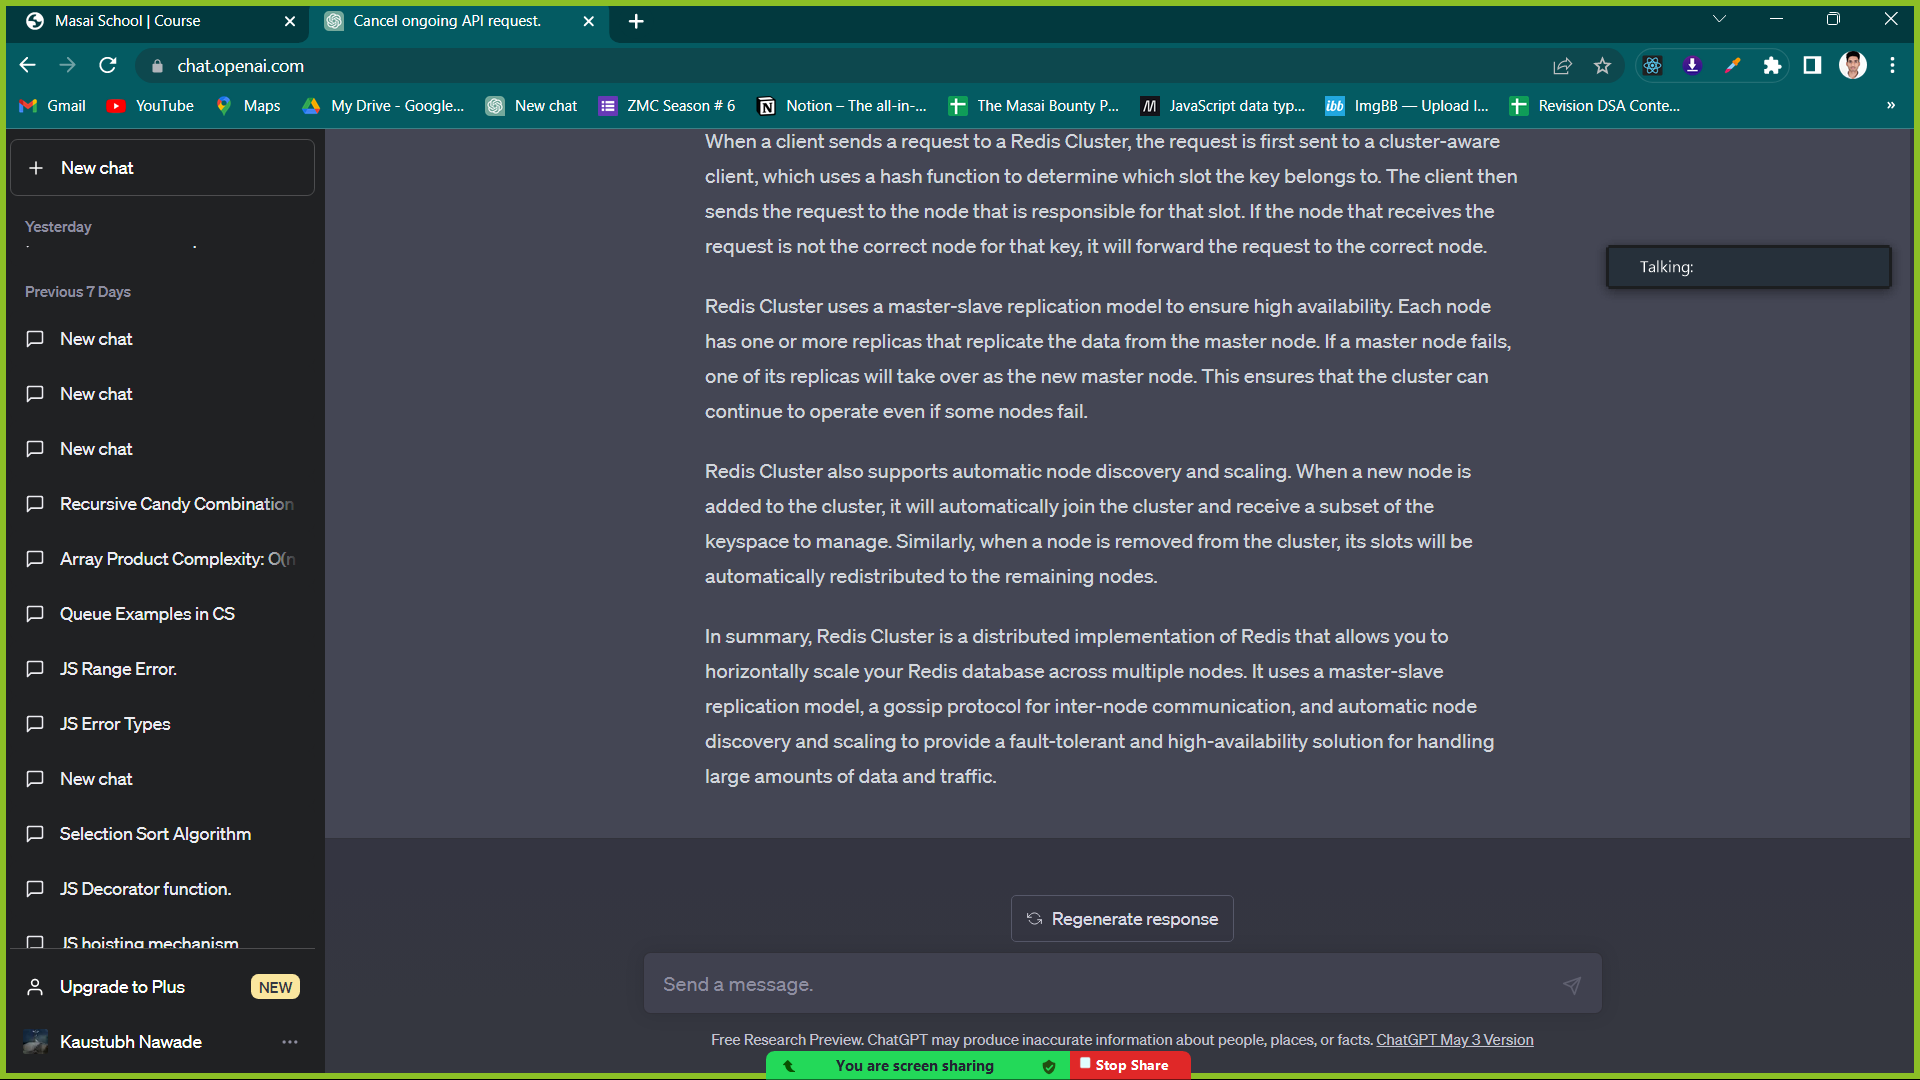 Masai School | Course
Cancel ongoing API request.
chat.openai.com
Gmail
YouTube
Maps
My Drive - Google...
New chat
ZMC Season # 6
Notion – The all-in-...
The Masai Bounty P...
JavaScript data typ...
ibb ImgBB — Upload I...
Revision DSA Conte...
»
New chat
Yesterday
Previous 7 Days
New chat
New chat
New chat
Recursive Candy Combination
Array Product Complexity: O(n
Queue Examples in CS
JS Range Error.
JS Error Types
New chat
Selection Sort Algorithm
JS Decorator function.
JS hoisting mechanism
Upgrade to Plus
NEW
Kaustubh Nawade
When a client sends a request to a Redis Cluster, the request is first sent to a cluster-aware
client, which uses a hash function to determine which slot the key belongs to. The client then
sends the request to the node that is responsible for that slot. If the node that receives the
request is not the correct node for that key, it will forward the request to the correct node.
Redis Cluster uses a master-slave replication model to ensure high availability. Each node
has one or more replicas that replicate the data from the master node. If a master node fails,
one of its replicas will take over as the new master node. This ensures that the cluster can
continue to operate even if some nodes fail.
Redis Cluster also supports automatic node discovery and scaling. When a new node is
added to the cluster, it will automatically join the cluster and receive a subset of the
keyspace to manage. Similarly, when a node is removed from the cluster, its slots will be
automatically redistributed to the remaining nodes.
In summary, Redis Cluster is a distributed implementation of Redis that allows you to
horizontally scale your Redis database across multiple nodes. It uses a master-slave
replication model, a gossip protocol for inter-node communication, and automatic node
discovery and scaling to provide a fault-tolerant and high-availability solution for handling
large amounts of data and traffic.
Talking:
Regenerate response
Send a message.
Free Research Preview. ChatGPT may produce inaccurate information about people, places, or facts. ChatGPT May 3 Version
You are screen sharing
Stop Share